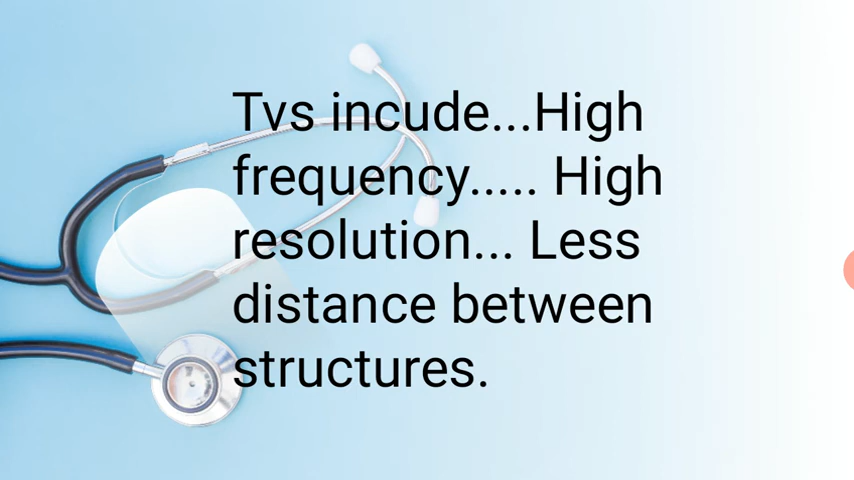 Tvs incude...High
frequency..... High
resolution... Less
distance between
structures.